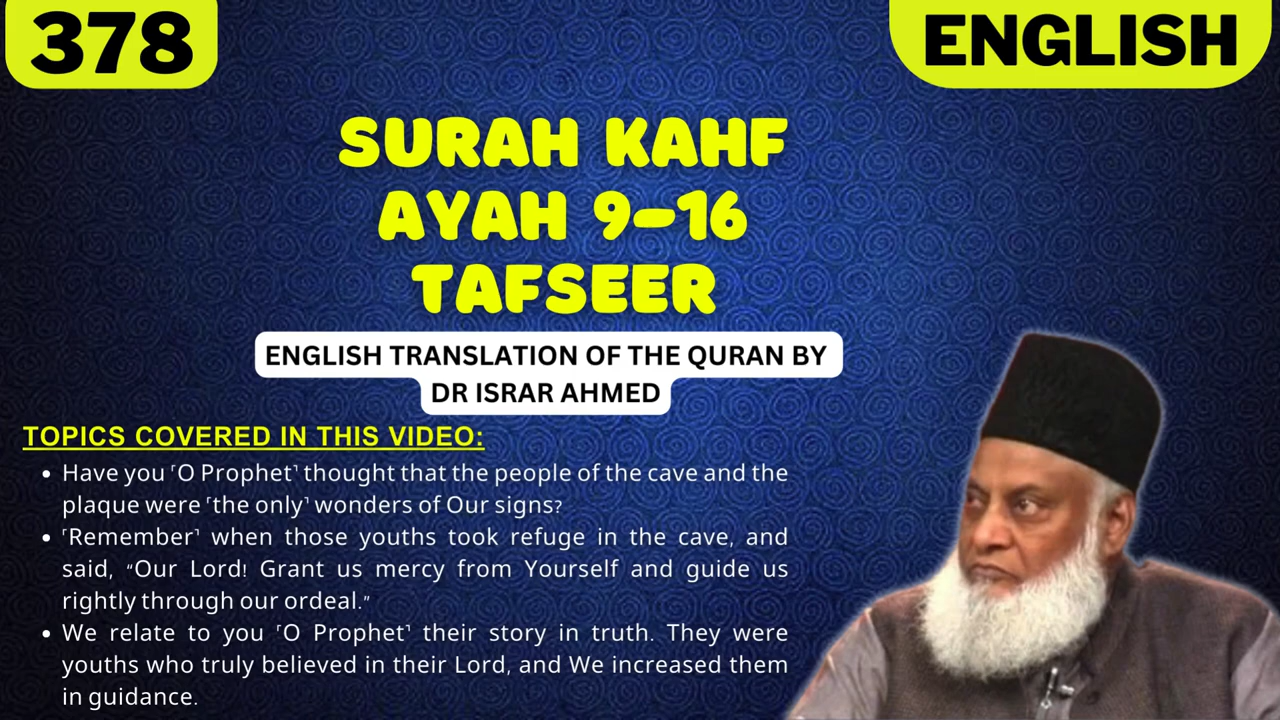 378
ENGLISH
SURAH KAHF
AYAH 9–16
TAFSEER
ENGLISH TRANSLATION OF THE QURAN BY
DR ISRAR AHMED
TOPICS COVERED IN THIS VIDEO:
• Have you ˹O Prophet˺ thought that the people of the cave and the
plaque were ˹the only˺ wonders of Our signs?
• ˹Remember˺ when those youths took refuge in the cave, and
said, “Our Lord! Grant us mercy from Yourself and guide us
rightly through our ordeal.”
• We relate to you ˹O Prophet˺ their story in truth. They were
youths who truly believed in their Lord, and We increased them
in guidance.